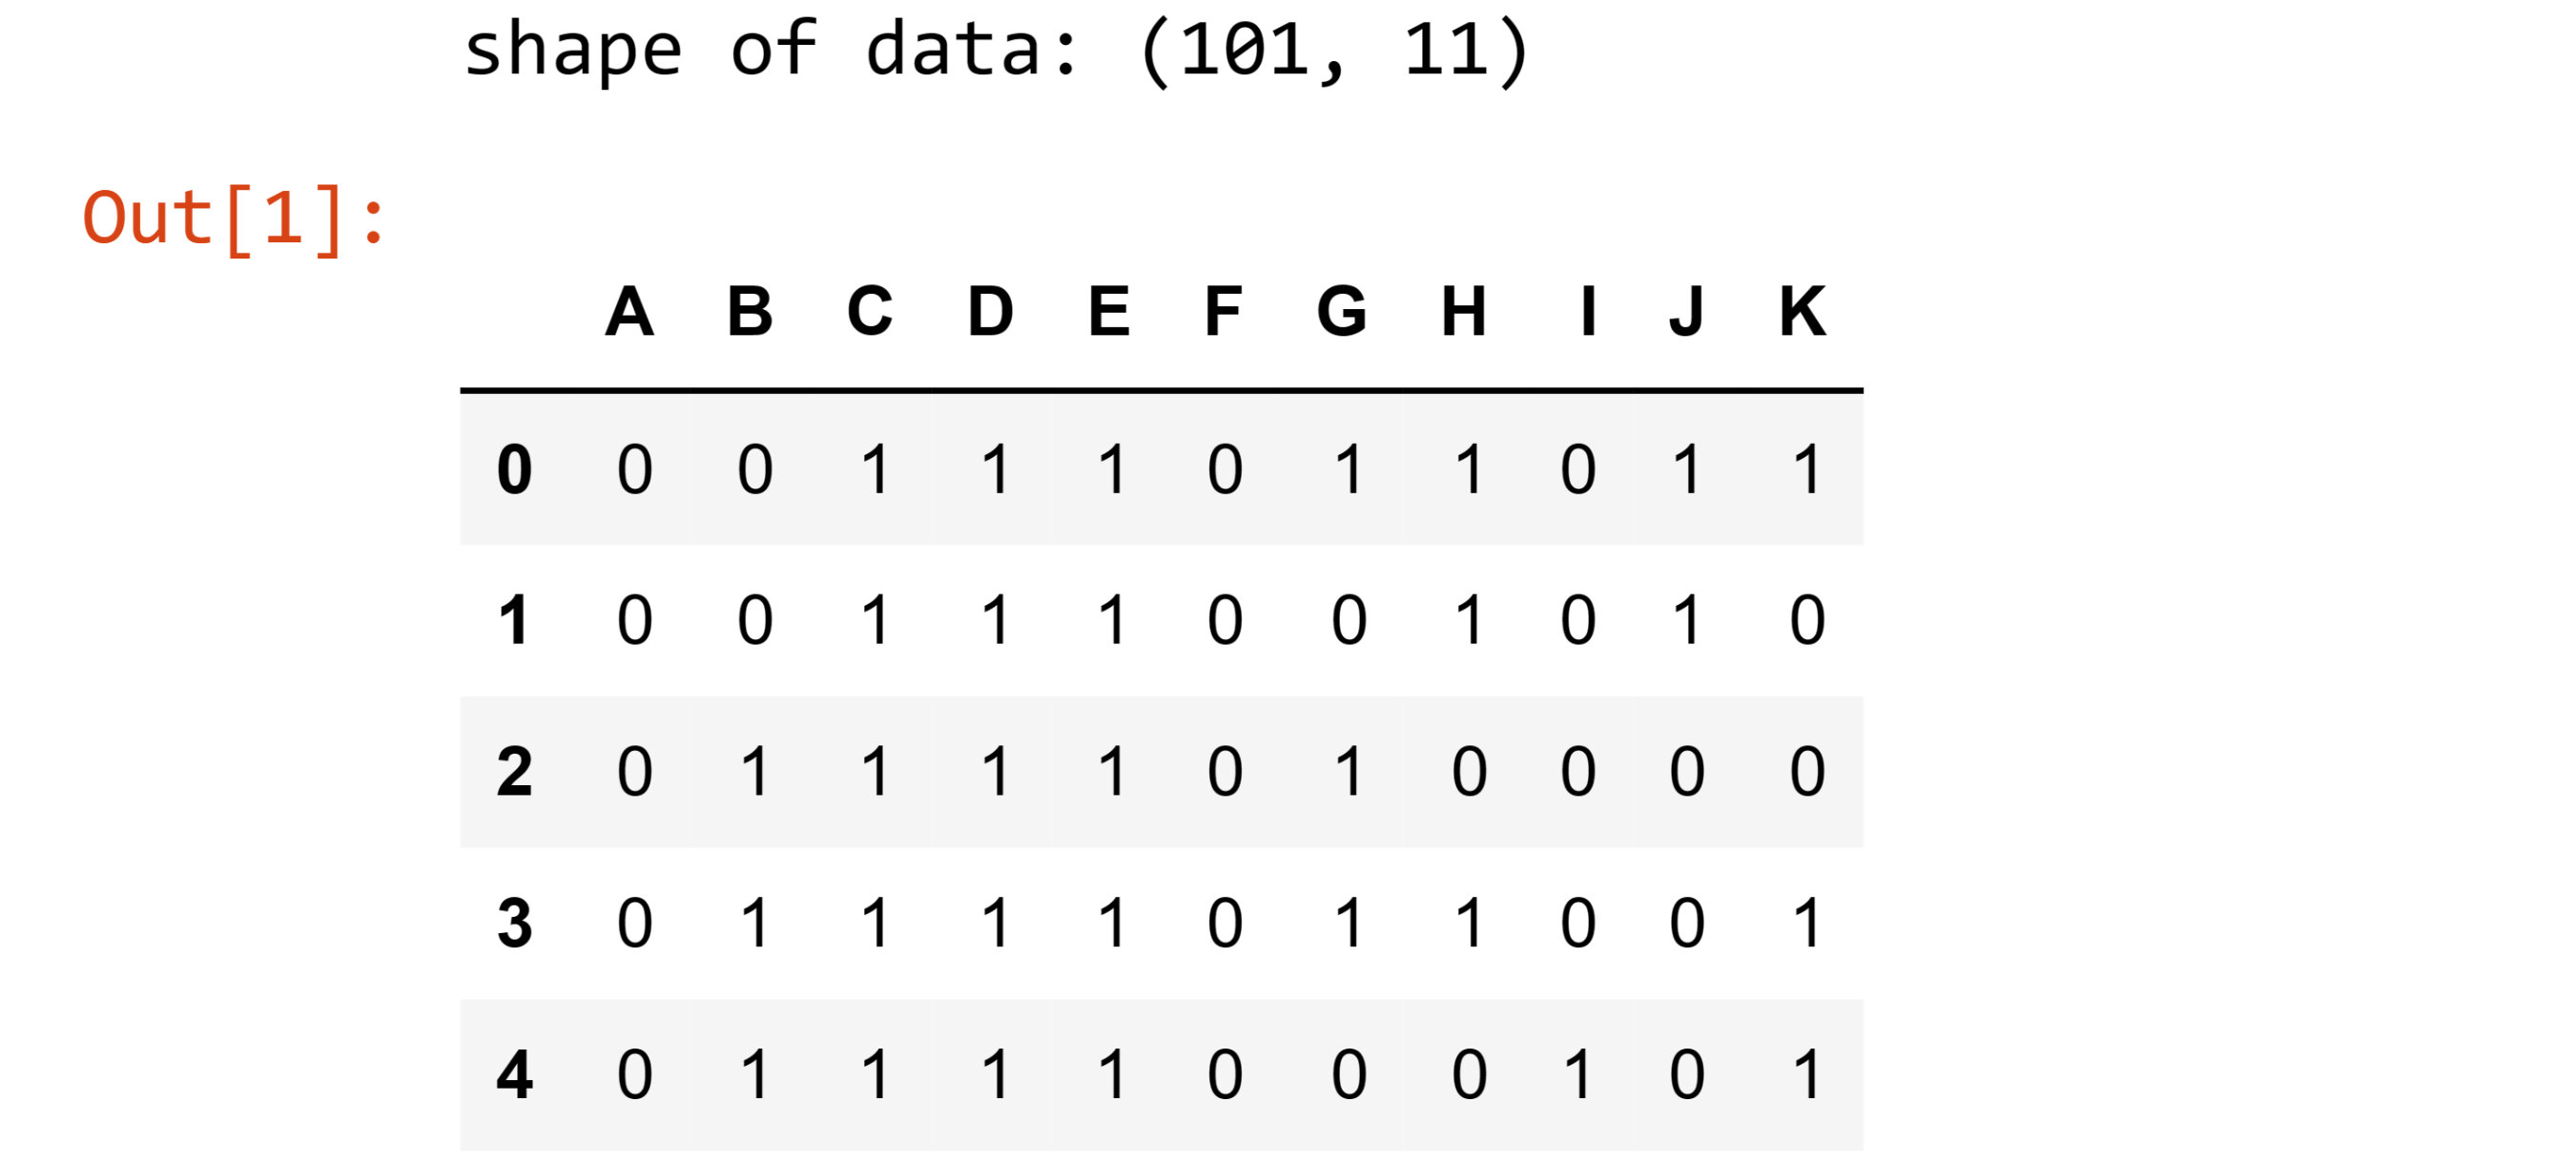 shape of data: (101, 11)
Out[1]:
A B C D E F G H I J K
0 0 0 1 1 1 0 1 1 0 1 1
1 0 0 1 1 1 0 0 1 0 1 0
2 0 1 1 1 1 0 1 0 0 0 0
3 0 1 1 1 1 0 1 1 0 0 1
4 0 1 1 1 1 0 0 0 1 0 1